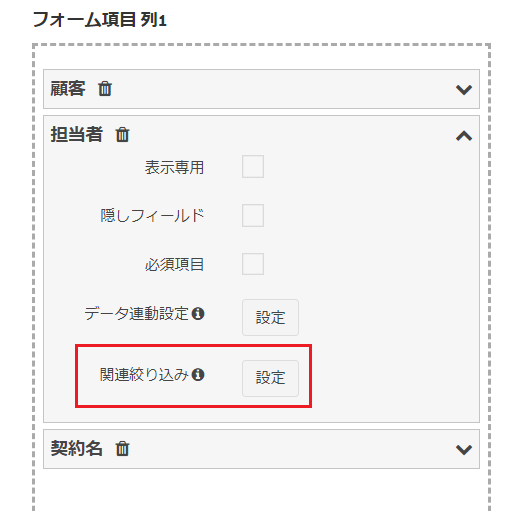 フォーム項目 列1
顧客
担当者
表示専用
隠しフィールド
必須項目
データ連動設定 設定
関連絞り込み 設定
契約名